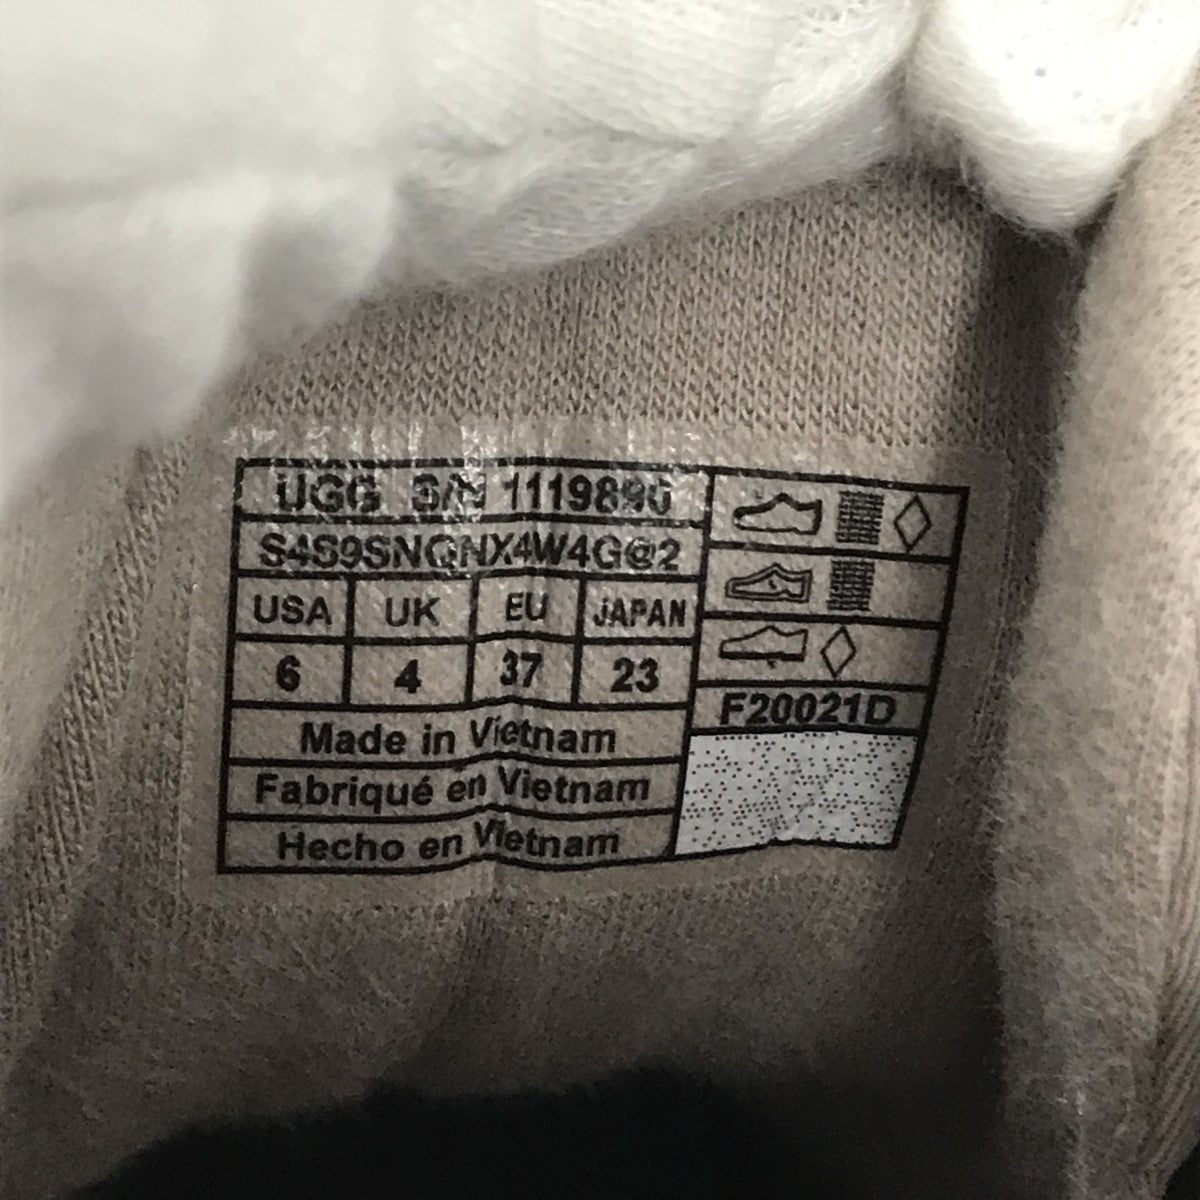 UGG S/N 1119890
S4S9SNQNX4W4G@2
USA UK EU JAPAN
6 4 37 23
Made in Vietnam
Fabriqué en Vietnam
Hecho en Vietnam
F20021D